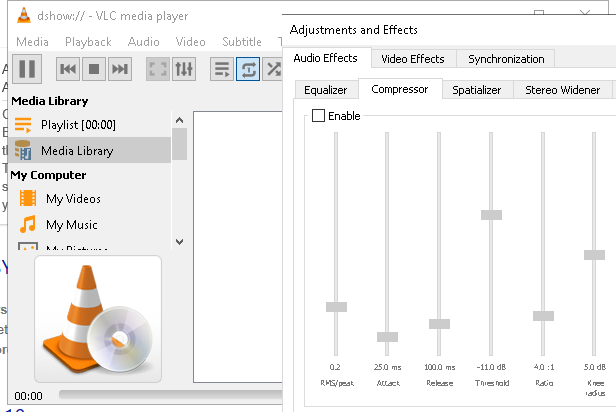 dshow:// - VLC media player
Media Playback Audio Video Subtitle
Media Library
Playlist [00:00]
Media Library
My Computer
My Videos
My Music
My Pictures
00:00
Adjustments and Effects
Audio Effects Video Effects Synchronization
Equalizer Compressor Spatializer Stereo Widener
Enable
0.2 25.0 ms 100.0 ms -11.0 dB 4.0 :1 5.0 dB
RMS/peak Attack Release Threshold Ratio Knee
radius